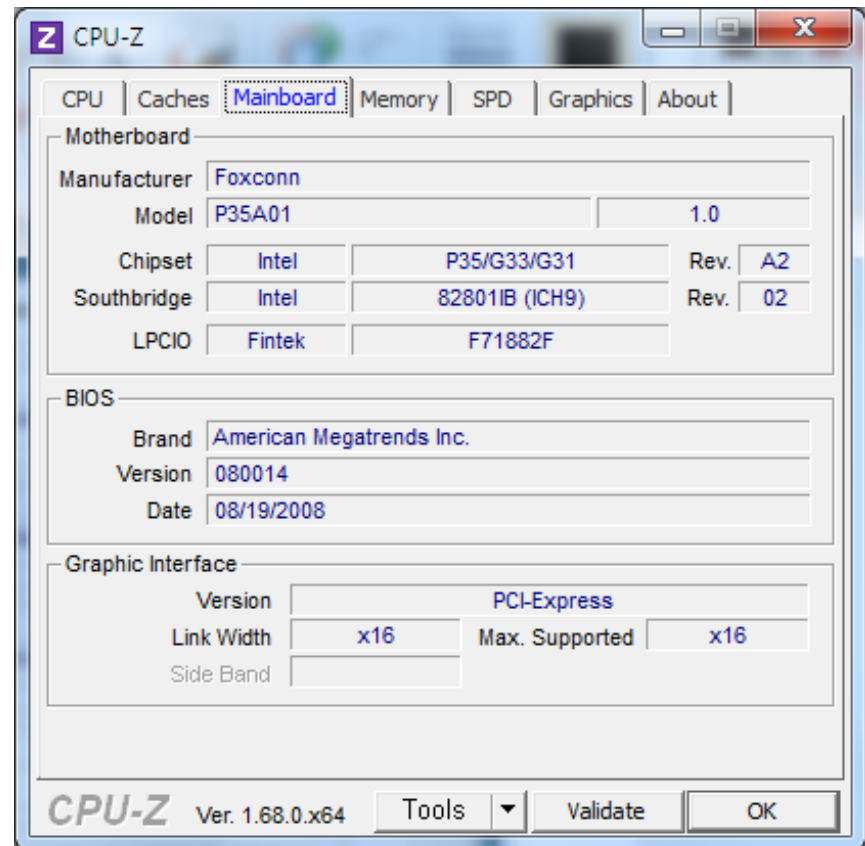 Z CPU-Z
CPU Caches Mainboard Memory SPD Graphics About
Motherboard
Manufacturer Foxconn
Model P35A01 1.0
Chipset Intel P35/G33/G31 Rev. A2
Southbridge Intel 82801IB (ICH9) Rev. 02
LPCIO Fintek F71882F
BIOS
Brand American Megatrends Inc.
Version 080014
Date 08/19/2008
Graphic Interface
Version PCI-Express
Link Width x16 Max. Supported x16
Side Band
CPU-Z Ver. 1.68.0.x64 Tools Validate OK